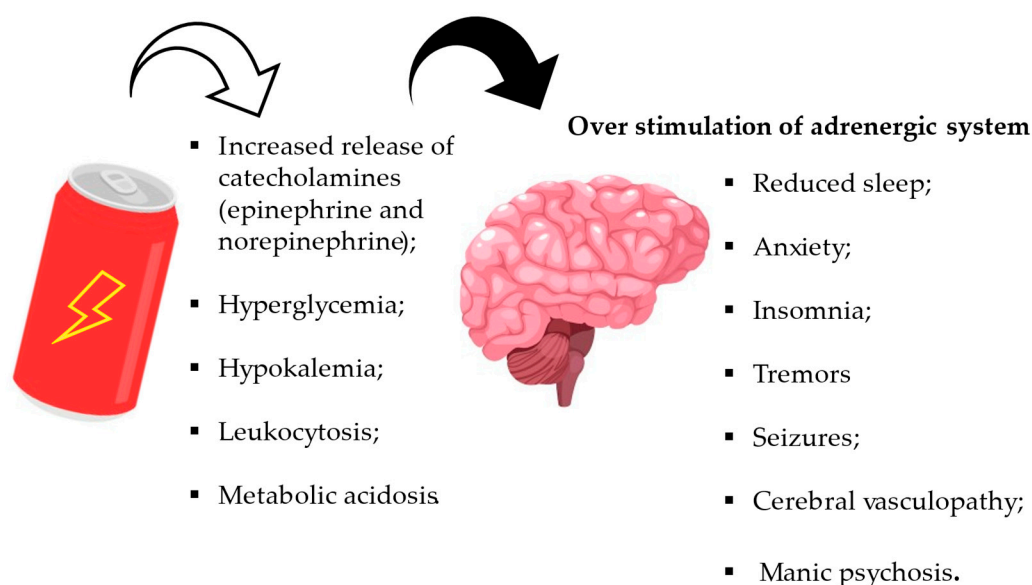 ▪ Increased release of
catecholamines
(epinephrine and
norepinephrine);
▪ Hyperglycemia;
▪ Hypokalemia;
▪ Leukocytosis;
▪ Metabolic acidosis.
Over stimulation of adrenergic system
▪ Reduced sleep;
▪ Anxiety;
▪ Insomnia;
▪ Tremors
▪ Seizures;
▪ Cerebral vasculopathy;
▪ Manic psychosis.